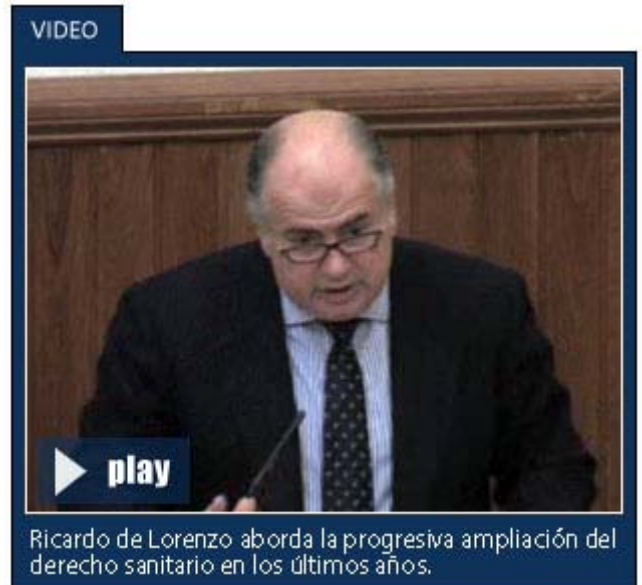 VIDEO
play
Ricardo de Lorenzo aborda la progresiva ampliación del
derecho sanitario en los últimos años.